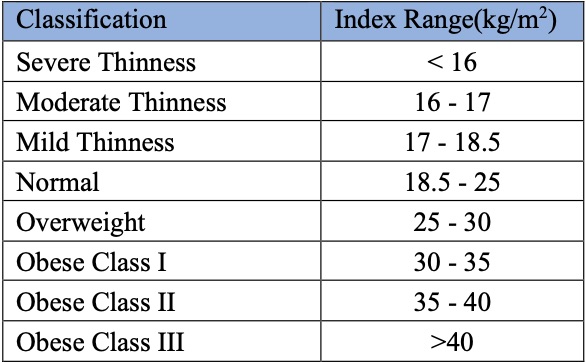 Classification Index Range(kg/m²)
Severe Thinness < 16
Moderate Thinness 16 - 17
Mild Thinness 17 - 18.5
Normal 18.5 - 25
Overweight 25 - 30
Obese Class I 30 - 35
Obese Class II 35 - 40
Obese Class III >40